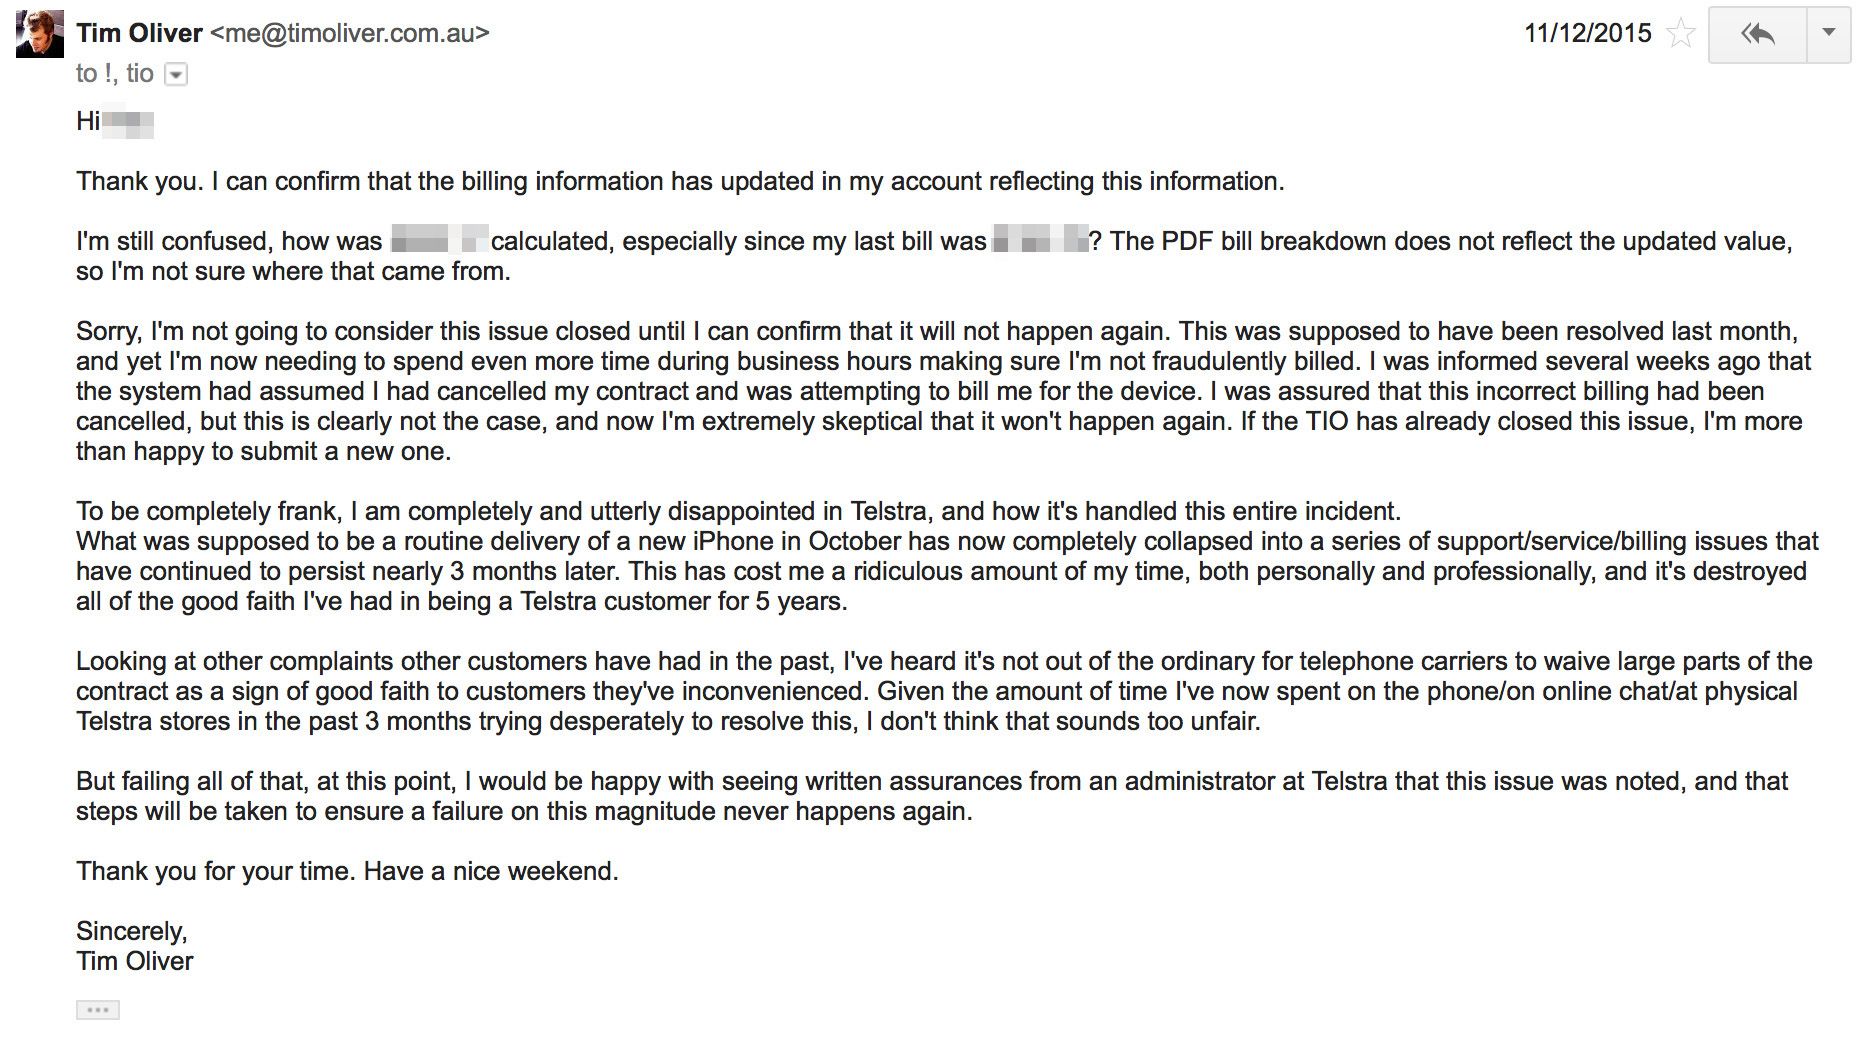 Tim Oliver <me@timoliver.com.au>
11/12/2015
to !, tio
Hi
Thank you. I can confirm that the billing information has updated in my account reflecting this information.
I'm still confused, how was calculated, especially since my last bill was ? The PDF bill breakdown does not reflect the updated value,
so I'm not sure where that came from.
Sorry, I'm not going to consider this issue closed until I can confirm that it will not happen again. This was supposed to have been resolved last month,
and yet I'm now needing to spend even more time during business hours making sure I'm not fraudulently billed. I was informed several weeks ago that
the system had assumed I had cancelled my contract and was attempting to bill me for the device. I was assured that this incorrect billing had been
cancelled, but this is clearly not the case, and now I'm extremely skeptical that it won't happen again. If the TIO has already closed this issue, I'm more
than happy to submit a new one.
To be completely frank, I am completely and utterly disappointed in Telstra, and how it's handled this entire incident.
What was supposed to be a routine delivery of a new iPhone in October has now completely collapsed into a series of support/service/billing issues that
have continued to persist nearly 3 months later. This has cost me a ridiculous amount of my time, both personally and professionally, and it's destroyed
all of the good faith I've had in being a Telstra customer for 5 years.
Looking at other complaints other customers have had in the past, I've heard it's not out of the ordinary for telephone carriers to waive large parts of the
contract as a sign of good faith to customers they've inconvenienced. Given the amount of time I've now spent on the phone/on online chat/at physical
Telstra stores in the past 3 months trying desperately to resolve this, I don't think that sounds too unfair.
But failing all of that, at this point, I would be happy with seeing written assurances from an administrator at Telstra that this issue was noted, and that
steps will be taken to ensure a failure on this magnitude never happens again.
Thank you for your time. Have a nice weekend.
Sincerely,
Tim Oliver